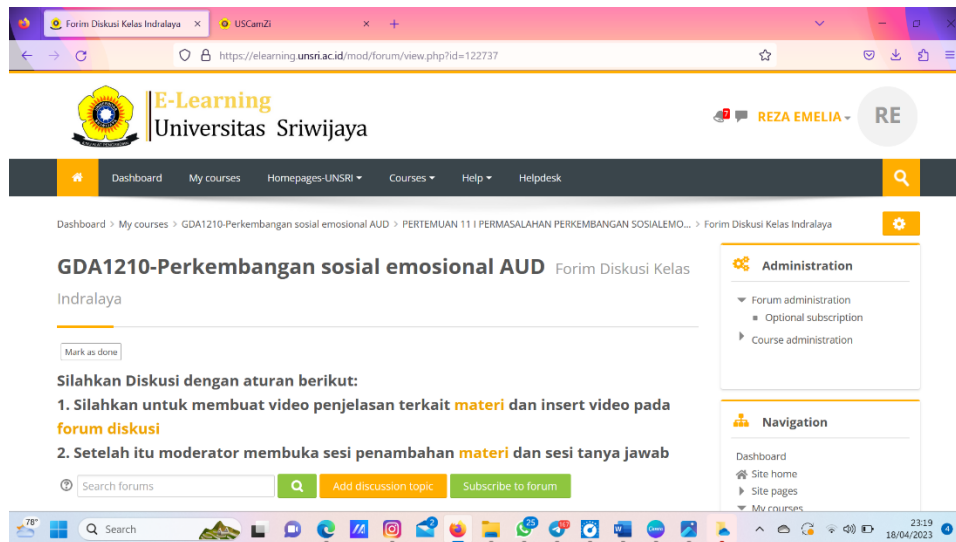 Forim Diskusi Kelas Indralaya
USCamZi
https://elearning.unsri.ac.id/mod/forum/view.php?id=122737
E-Learning
Universitas Sriwijaya
REZA EMELIA
RE
Dashboard My courses Homepages-UNSRI Courses Help Helpdesk
Dashboard > My courses > GDA1210-Perkembangan sosial emosional AUD > PERTEMUAN 11 I PERMASALAHAN PERKEMBANGAN SOSIALEMO... > Forim Diskusi Kelas Indralaya
GDA1210-Perkembangan sosial emosional AUD Forim Diskusi Kelas
Indralaya
Mark as done
Silahkan Diskusi dengan aturan berikut:
1. Silahkan untuk membuat video penjelasan terkait materi dan insert video pada
forum diskusi
2. Setelah itu moderator membuka sesi penambahan materi dan sesi tanya jawab
Search forums
Add discussion topic
Subscribe to forum
Administration
Forum administration
Optional subscription
Course administration
Navigation
Dashboard
Site home
Site pages
My courses
78°
Search
25
23:19
18/04/2023
4